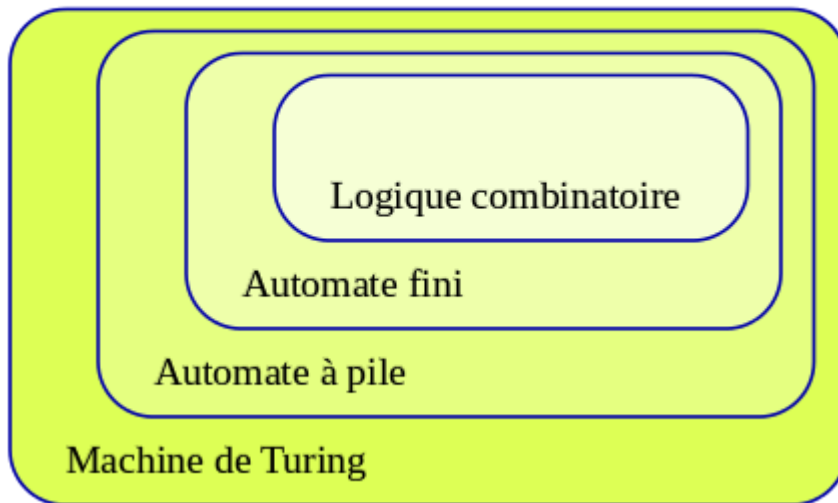 Logique combinatoire
Automate fini
Automate à pile
Machine de Turing